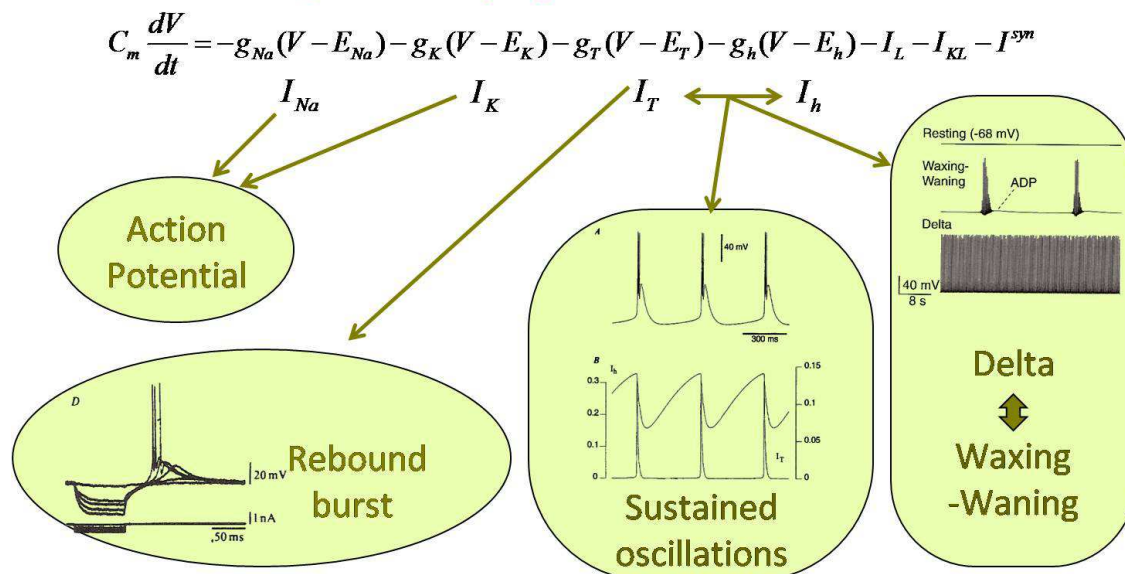 C_m dV/dt = -g_Na(V - E_Na) - g_K(V - E_K) - g_T(V - E_T) - g_h(V - E_h) - I_L - I_KL - I^syn
I_Na I_K I_T I_h
Action
Potential
D
20 mV
1 nA
50 ms
Rebound
burst
A
40 mV
300 ms
B
I_h
0.3
0.2
0.1
0
0.15
0.1
0.05
0
I_T
Sustained
oscillations
Resting (-68 mV)
Waxing-
Waning
ADP
Delta
40 mV
8 s
Delta
Waxing
-Waning